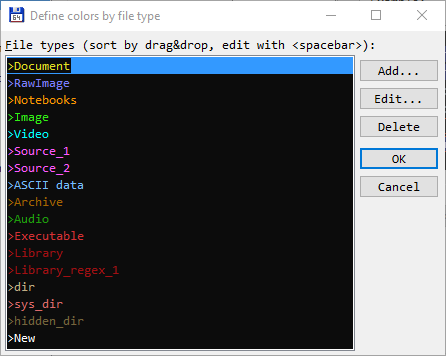 64
Define colors by file type
File types (sort by drag&drop, edit with <spacebar>):
>Document
>RawImage
>Notebooks
>Image
>Video
>Source_1
>Source_2
>ASCII data
>Archive
>Audio
>Executable
>Library
>Library_regex_1
>dir
>sys_dir
>hidden_dir
>New
Add...
Edit...
Delete
OK
Cancel